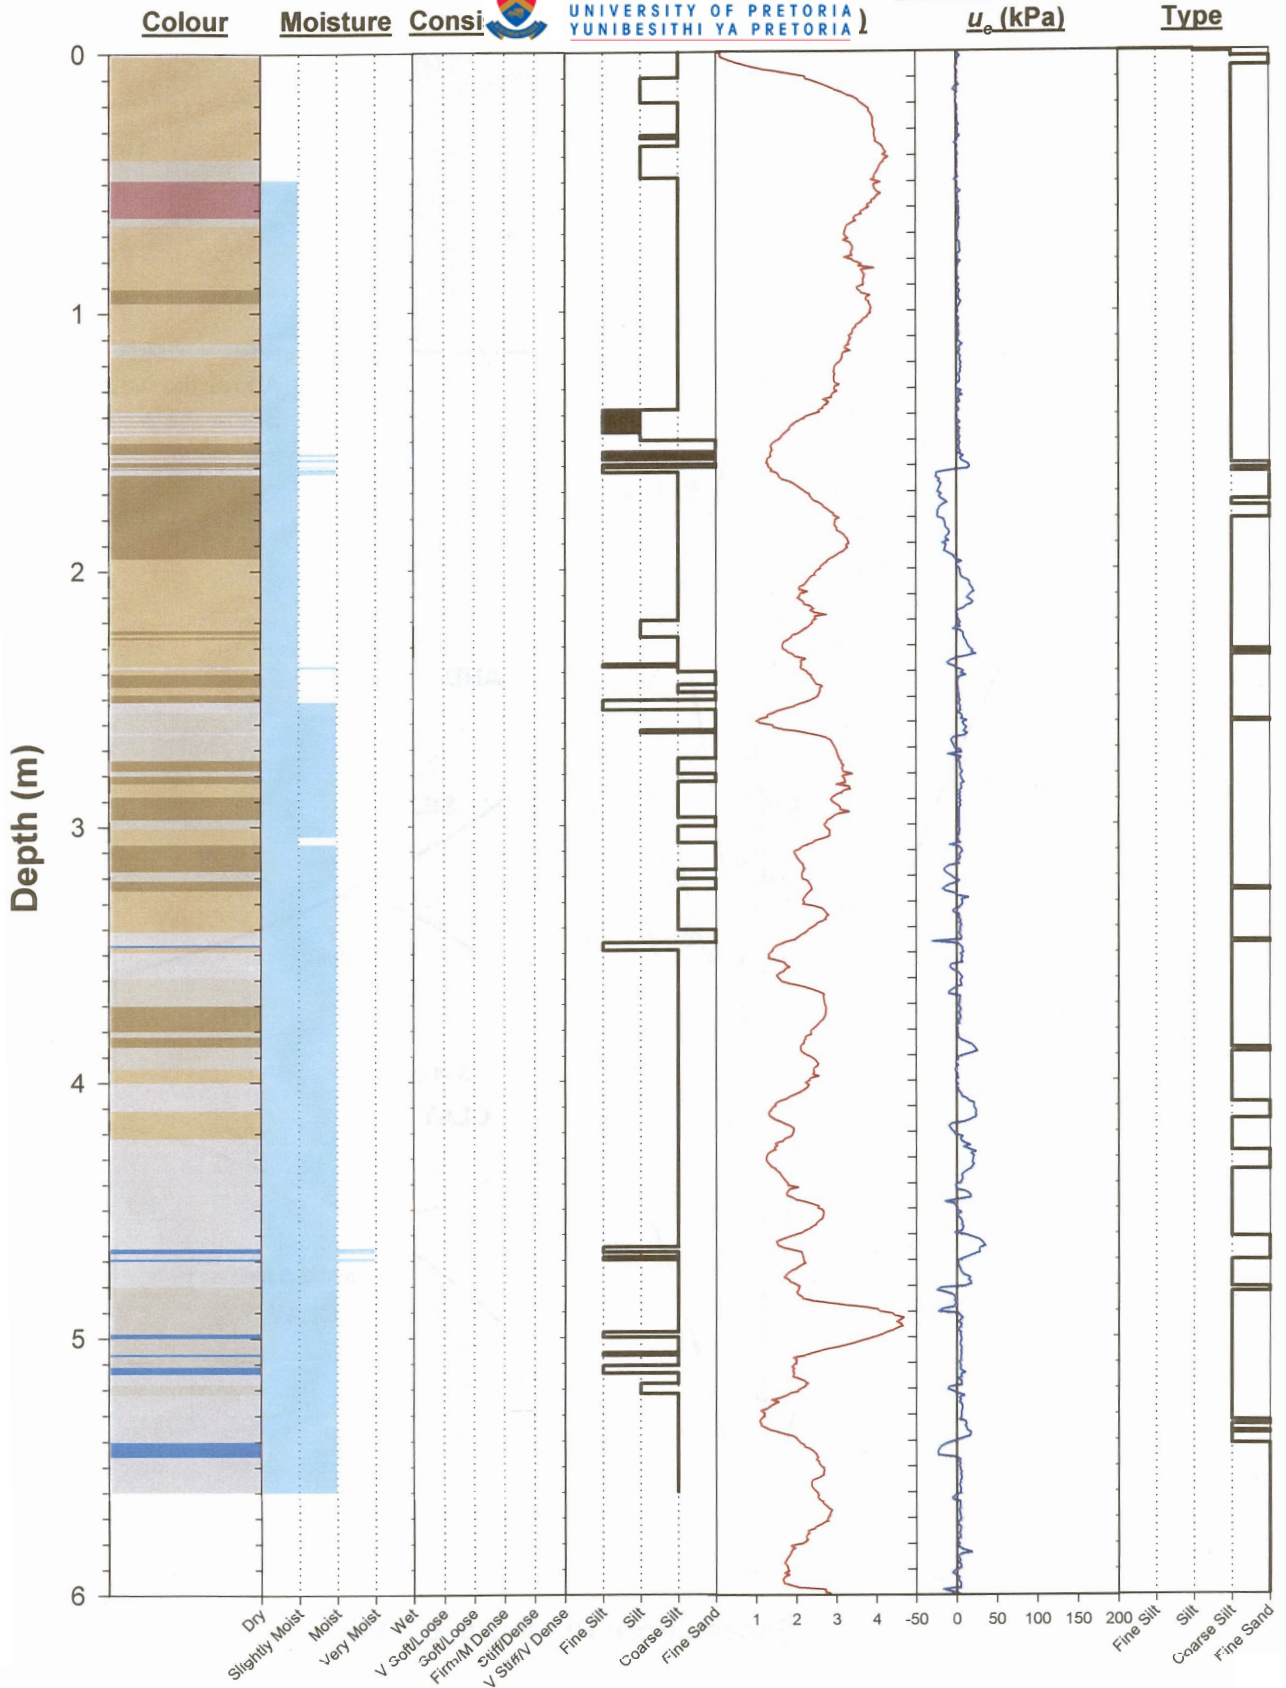 Colour Moisture Consi UNIVERSITY OF PRETORIA ) uₑ (kPa) Type
YUNIBESITHI YA PRETORIA
0
1
2
3
4
5
6
Depth (m)
1 2 3 4 -50 0 50 100 150 200
Dry
Slightly Moist
Moist
Very Moist
Wet
V Soft/Loose
Soft/Loose
Firm/M Dense
Stiff/Dense
V Stiff/V Dense
Fine Silt
Silt
Coarse Silt
Fine Sand
Fine Silt
Silt
Coarse Silt
Fine Sand